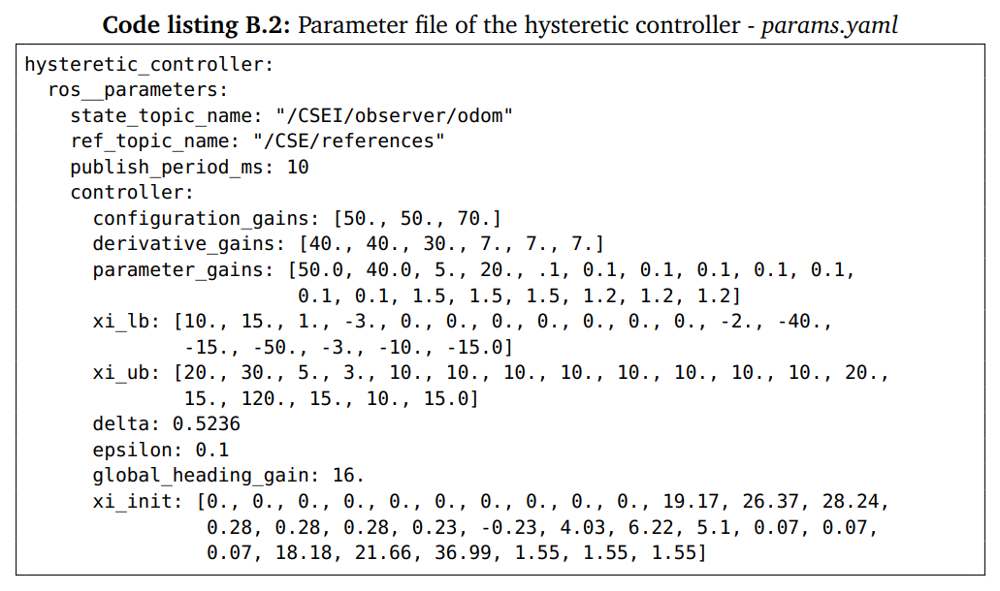 Code listing B.2: Parameter file of the hysteretic controller - params.yaml
hysteretic_controller:
  ros__parameters:
    state_topic_name: "/CSEI/observer/odom"
    ref_topic_name: "/CSE/references"
    publish_period_ms: 10
    controller:
      configuration_gains: [50., 50., 70.]
      derivative_gains: [40., 40., 30., 7., 7., 7.]
      parameter_gains: [50.0, 40.0, 5., 20., .1, 0.1, 0.1, 0.1, 0.1, 0.1,
                        0.1, 0.1, 1.5, 1.5, 1.5, 1.2, 1.2, 1.2]
      xi_lb: [10., 15., 1., -3., 0., 0., 0., 0., 0., 0., 0., -2., -40.,
              -15., -50., -3., -10., -15.0]
      xi_ub: [20., 30., 5., 3., 10., 10., 10., 10., 10., 10., 10., 10., 20.,
              15., 120., 15., 10., 15.0]
      delta: 0.5236
      epsilon: 0.1
      global_heading_gain: 16.
      xi_init: [0., 0., 0., 0., 0., 0., 0., 0., 0., 0., 19.17, 26.37, 28.24,
                0.28, 0.28, 0.28, 0.23, -0.23, 4.03, 6.22, 5.1, 0.07, 0.07,
                0.07, 18.18, 21.66, 36.99, 1.55, 1.55, 1.55]